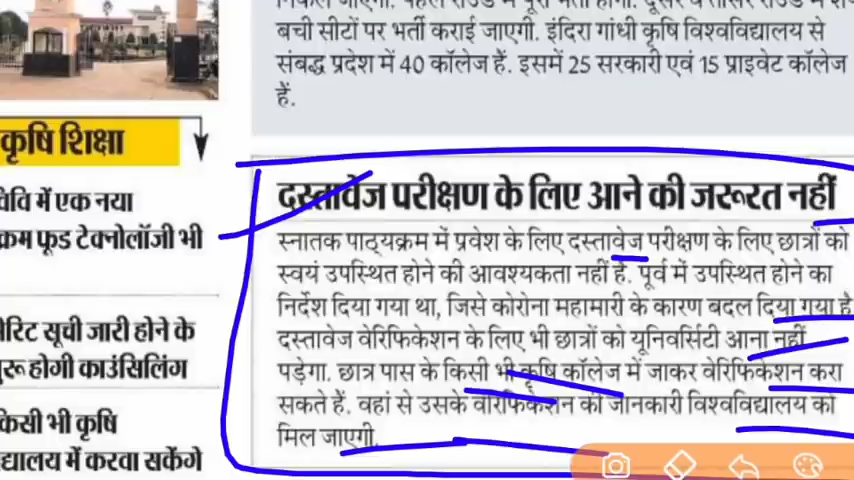 बची सीटों पर भर्ती कराई जाएगी. इंदिरा गांधी कृषि विश्वविद्यालय से
संबद्ध प्रदेश में 40 कॉलेज हैं. इसमें 25 सरकारी एवं 15 प्राइवेट कॉलेज
हैं.
कृषि शिक्षा
में एक नया
फूड टेक्नोलॉजी भी
सूची जारी होने के
होगी काउंसिलिंग
किसी भी कृषि
में करवा सकेंगे
दस्तावेज परीक्षण के लिए आने की जरूरत नहीं
स्नातक पाठ्यक्रम में प्रवेश के लिए दस्तावेज परीक्षण के लिए छात्रों को
स्वयं उपस्थित होने की आवश्यकता नहीं है. पूर्व में उपस्थित होने का
निर्देश दिया गया था, जिसे कोरोना महामारी के कारण बदल दिया गया है
दस्तावेज वेरिफिकेशन के लिए भी छात्रों को यूनिवर्सिटी आना नहीं
पड़ेगा. छात्र पास के किसी भी कृषि कॉलेज में जाकर वेरिफिकेशन करा
सकते हैं. वहां से उसके वेरिफिकेशन की जानकारी विश्वविद्यालय को
मिल जाएगी.